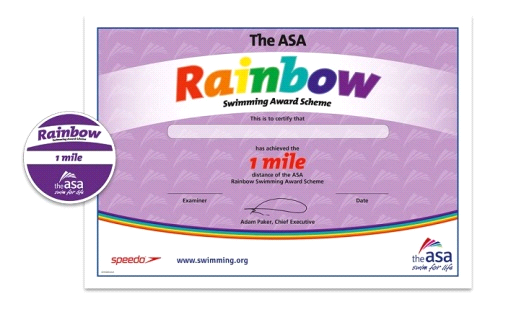 The ASA
Rainbow
Swimming Award Scheme
This is to certify that
has achieved the
1 mile
distance of the ASA
Rainbow Swimming Award Scheme
Examiner
Date
Adam Paker, Chief Executive
speedo
www.swimming.org
the asa
swim for life
Rainbow
Swimming Award Scheme
1 mile
the asa
swim for life